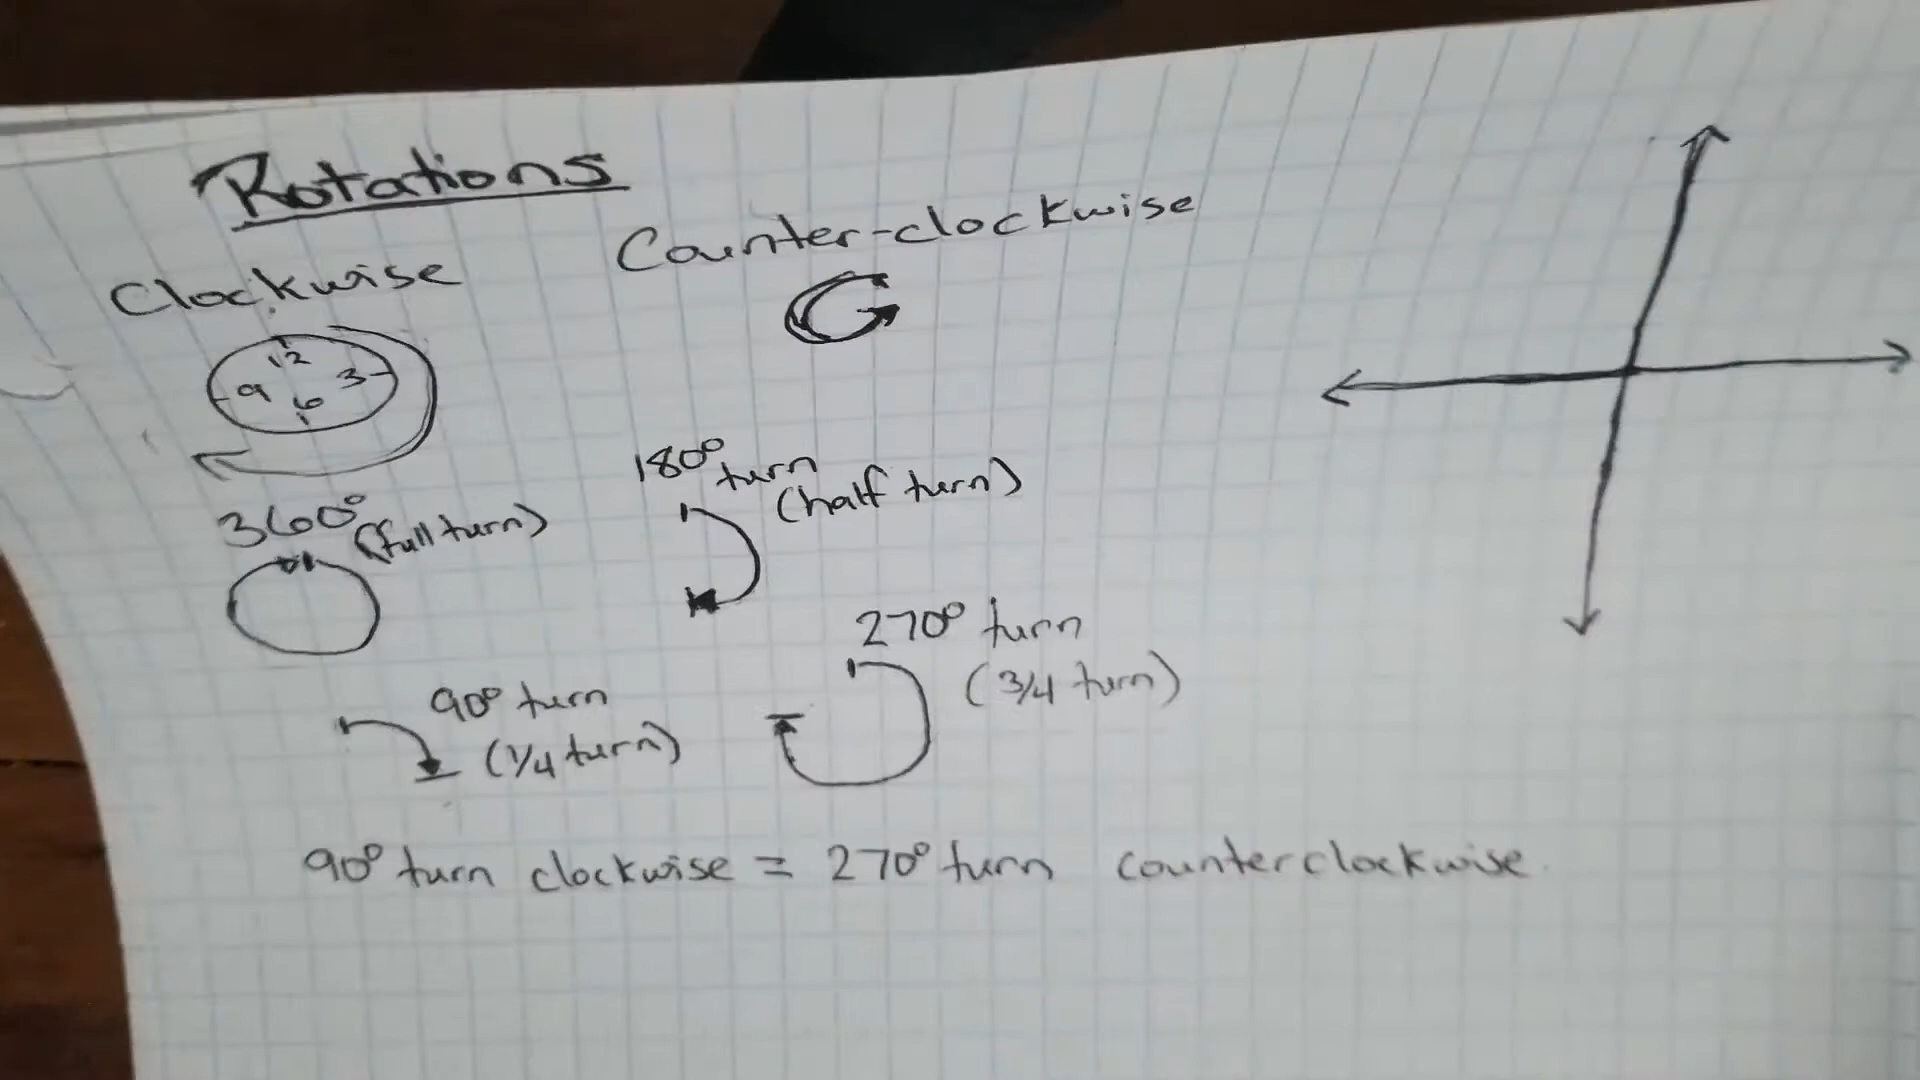 Rotations
Clockwise
Counter-clockwise
12
9 3
6
360°
(full turn)
180°
turn
(half turn)
90° turn
(1/4 turn)
270° turn
(3/4 turn)
90° turn clockwise = 270° turn counterclockwise.